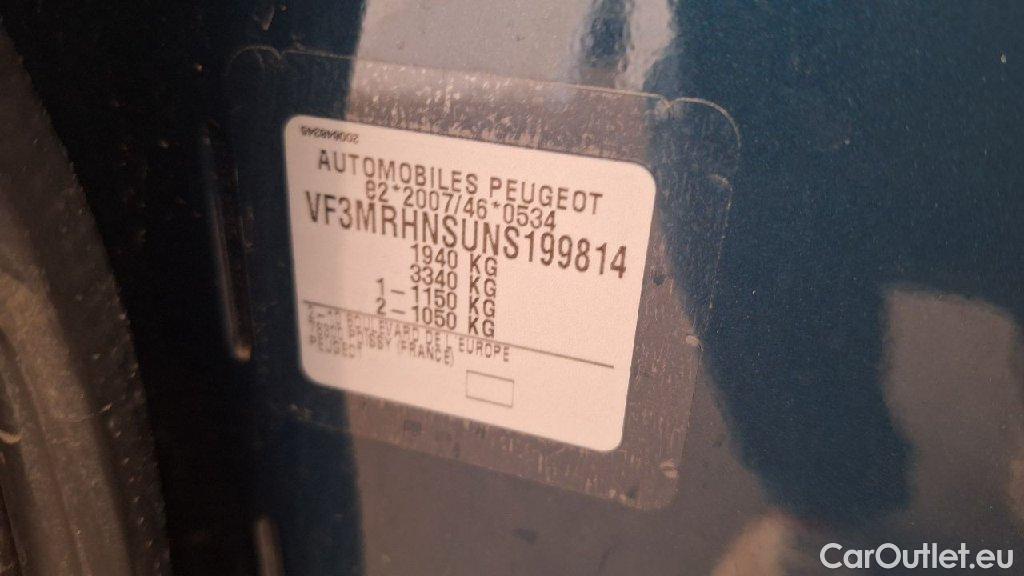 200648345
AUTOMOBILES PEUGEOT
e2*2007/46*0534
VF3MRHNSUNS199814
1940 KG
3340 KG
1-1150 KG
2-1050 KG
BOULEVARD DE L EUROPE
POISSY (FRANCE)
PEUGEOT
CarOutlet.eu